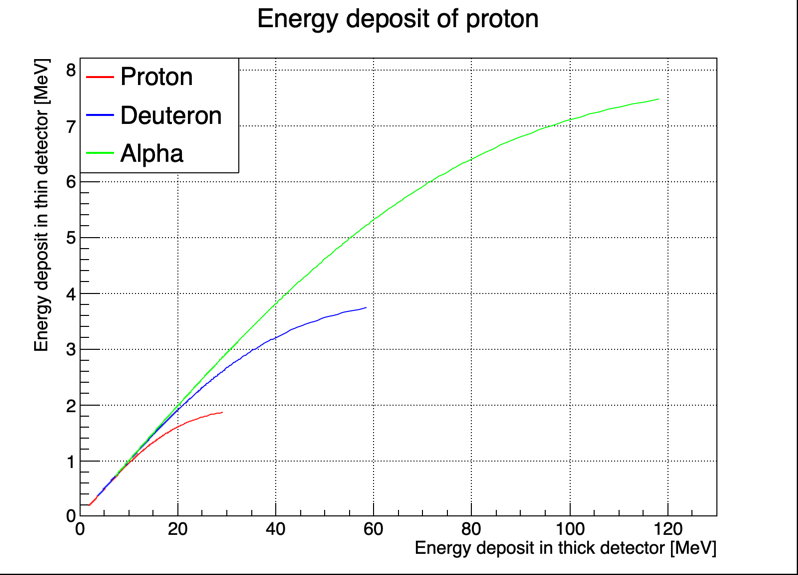 Energy deposit of proton
Energy deposit in thin detector [MeV]
Proton
Deuteron
Alpha
8
7
6
5
4
3
2
1
0
0 20 40 60 80 100 120
Energy deposit in thick detector [MeV]